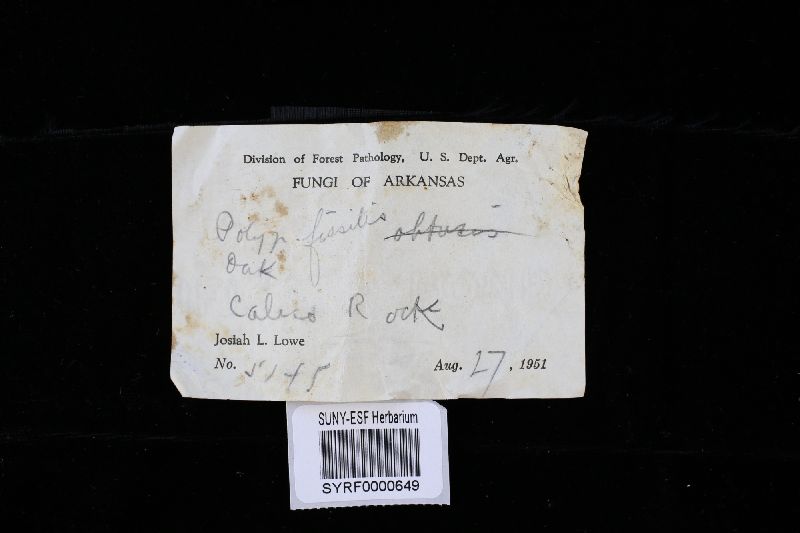 Division of Forest Pathology, U. S. Dept. Agr.
FUNGI OF ARKANSAS
Polyp. fissilis obtusus
Oak
Calico Rock
Josiah L. Lowe
No.
Aug. 27, 1951
SUNY-ESF Herbarium
SYRF0000649